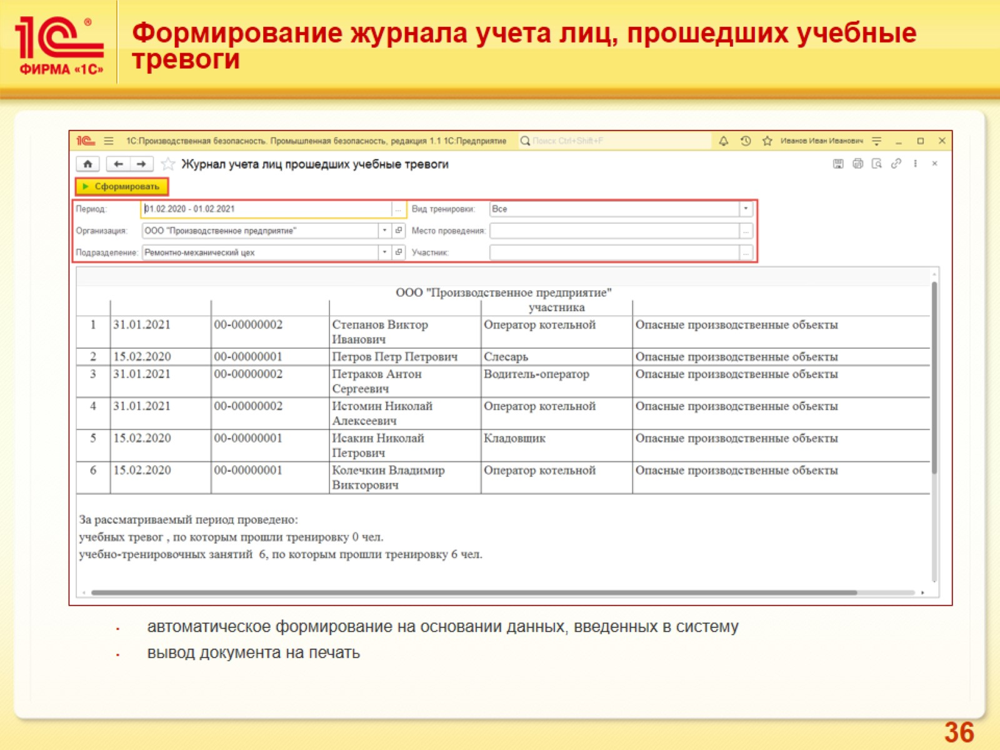 1С®
ФИРМА «1С»
Формирование журнала учета лиц, прошедших учебные
тревоги
1С
1С:Производственная безопасность. Промышленная безопасность, редакция 1.1 1С:Предприятие
Поиск Ctrl+Shift+F
Иванов Иван Иванович
Журнал учета лиц прошедших учебные тревоги
Сформировать
Период: 01.02.2020 - 01.02.2021 ... Вид тренировки: Все
Организация: ООО "Производственное предприятие" Место проведения: ...
Подразделение: Ремонтно-механический цех Участник: ...
ООО "Производственное предприятие"
участника
1 31.01.2021 00-00000002 Степанов Виктор Оператор котельной Опасные производственные объекты
Иванович
2 15.02.2020 00-00000001 Петров Петр Петрович Слесарь Опасные производственные объекты
3 31.01.2021 00-00000002 Петраков Антон Водитель-оператор Опасные производственные объекты
Сергеевич
4 31.01.2021 00-00000002 Истомин Николай Оператор котельной Опасные производственные объекты
Алексеевич
5 15.02.2020 00-00000001 Исакин Николай Кладовщик Опасные производственные объекты
Петрович
6 15.02.2020 00-00000001 Колечкин Владимир Оператор котельной Опасные производственные объекты
Викторович
За рассматриваемый период проведено:
учебных тревог , по которым прошли тренировку 0 чел.
учебно-тренировочных занятий 6, по которым прошли тренировку 6 чел.
▪ автоматическое формирование на основании данных, введенных в систему
▪ вывод документа на печать
36